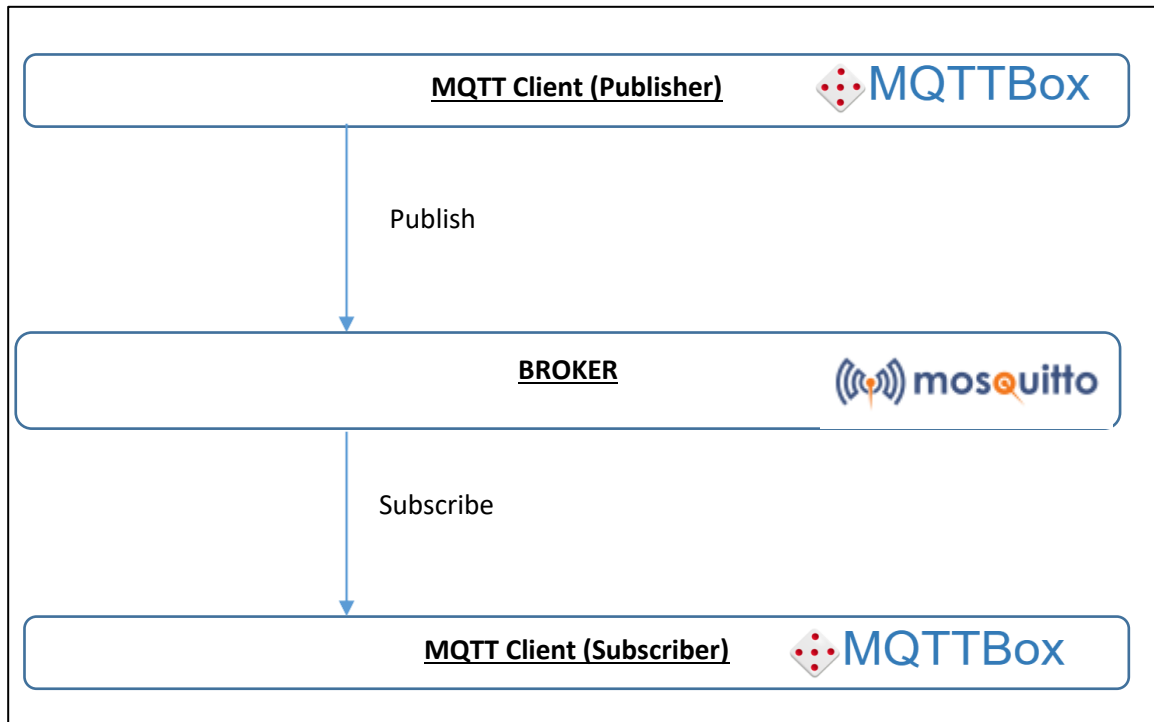 MQTT Client (Publisher) MQTTBox
Publish
BROKER mosquitto
Subscribe
MQTT Client (Subscriber) MQTTBox